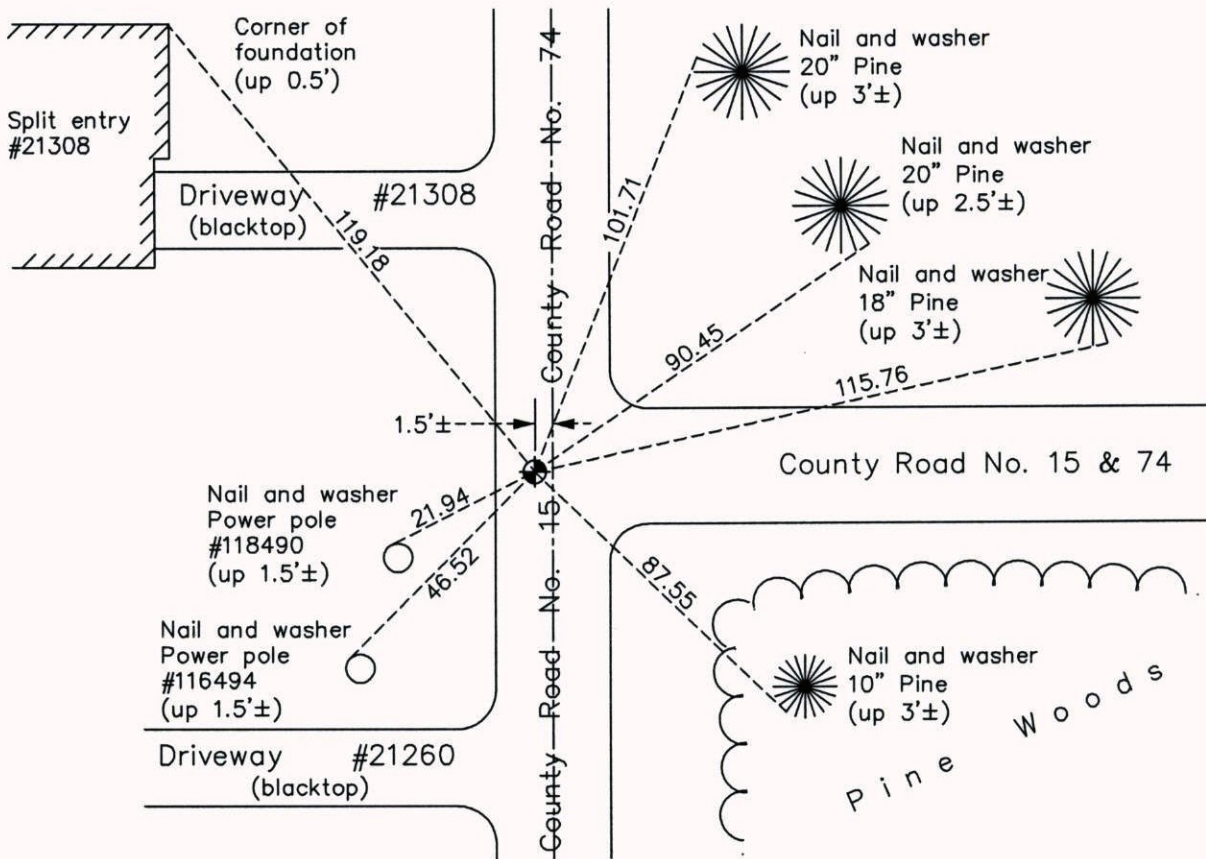 Corner of
foundation
(up 0.5')
Split entry
#21308
Driveway #21308
(blacktop)
119.18
County Road No. 74
101.71
Nail and washer
20" Pine
(up 3'±)
Nail and washer
20" Pine
(up 2.5'±)
90.45
Nail and washer
18" Pine
(up 3'±)
115.76
1.5'±
County Road No. 15 & 74
Nail and washer
Power pole
#118490
(up 1.5'±)
21.94
46.52
Nail and washer
Power pole
#116494
(up 1.5'±)
County Road No. 15
87.55
Nail and washer
10" Pine
(up 3'±)
Pine Woods
Driveway #21260
(blacktop)